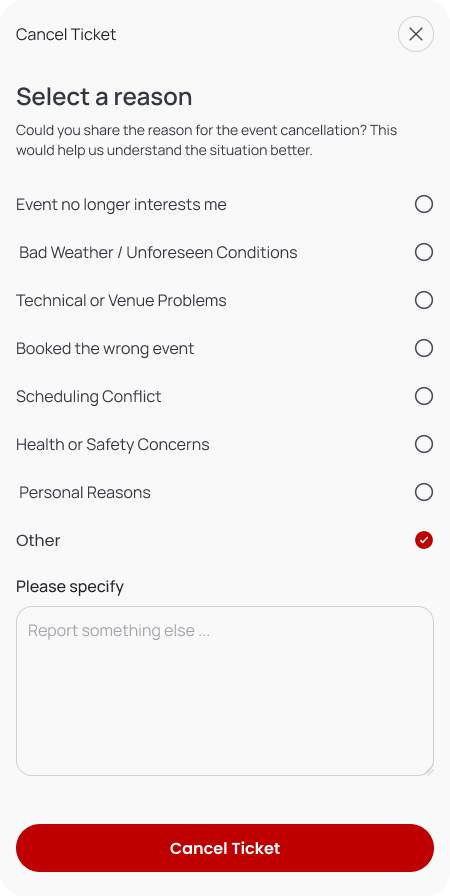 Cancel Ticket
Select a reason
Could you share the reason for the event cancellation? This
would help us understand the situation better.
Event no longer interests me
Bad Weather / Unforeseen Conditions
Technical or Venue Problems
Booked the wrong event
Scheduling Conflict
Health or Safety Concerns
Personal Reasons
Other
Please specify
Report something else ...
Cancel Ticket